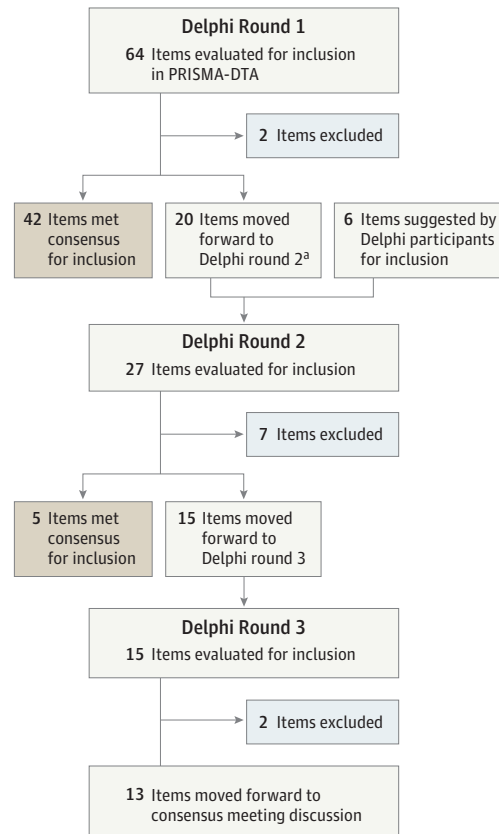 Delphi Round 1
64 Items evaluated for inclusion
in PRISMA-DTA
2 Items excluded
42 Items met
consensus
for inclusion
20 Items moved
forward to
Delphi round 2a
6 Items suggested by
Delphi participants
for inclusion
Delphi Round 2
27 Items evaluated for inclusion
7 Items excluded
5 Items met
consensus
for inclusion
15 Items moved
forward to
Delphi round 3
Delphi Round 3
15 Items evaluated for inclusion
2 Items excluded
13 Items moved forward to
consensus meeting discussion